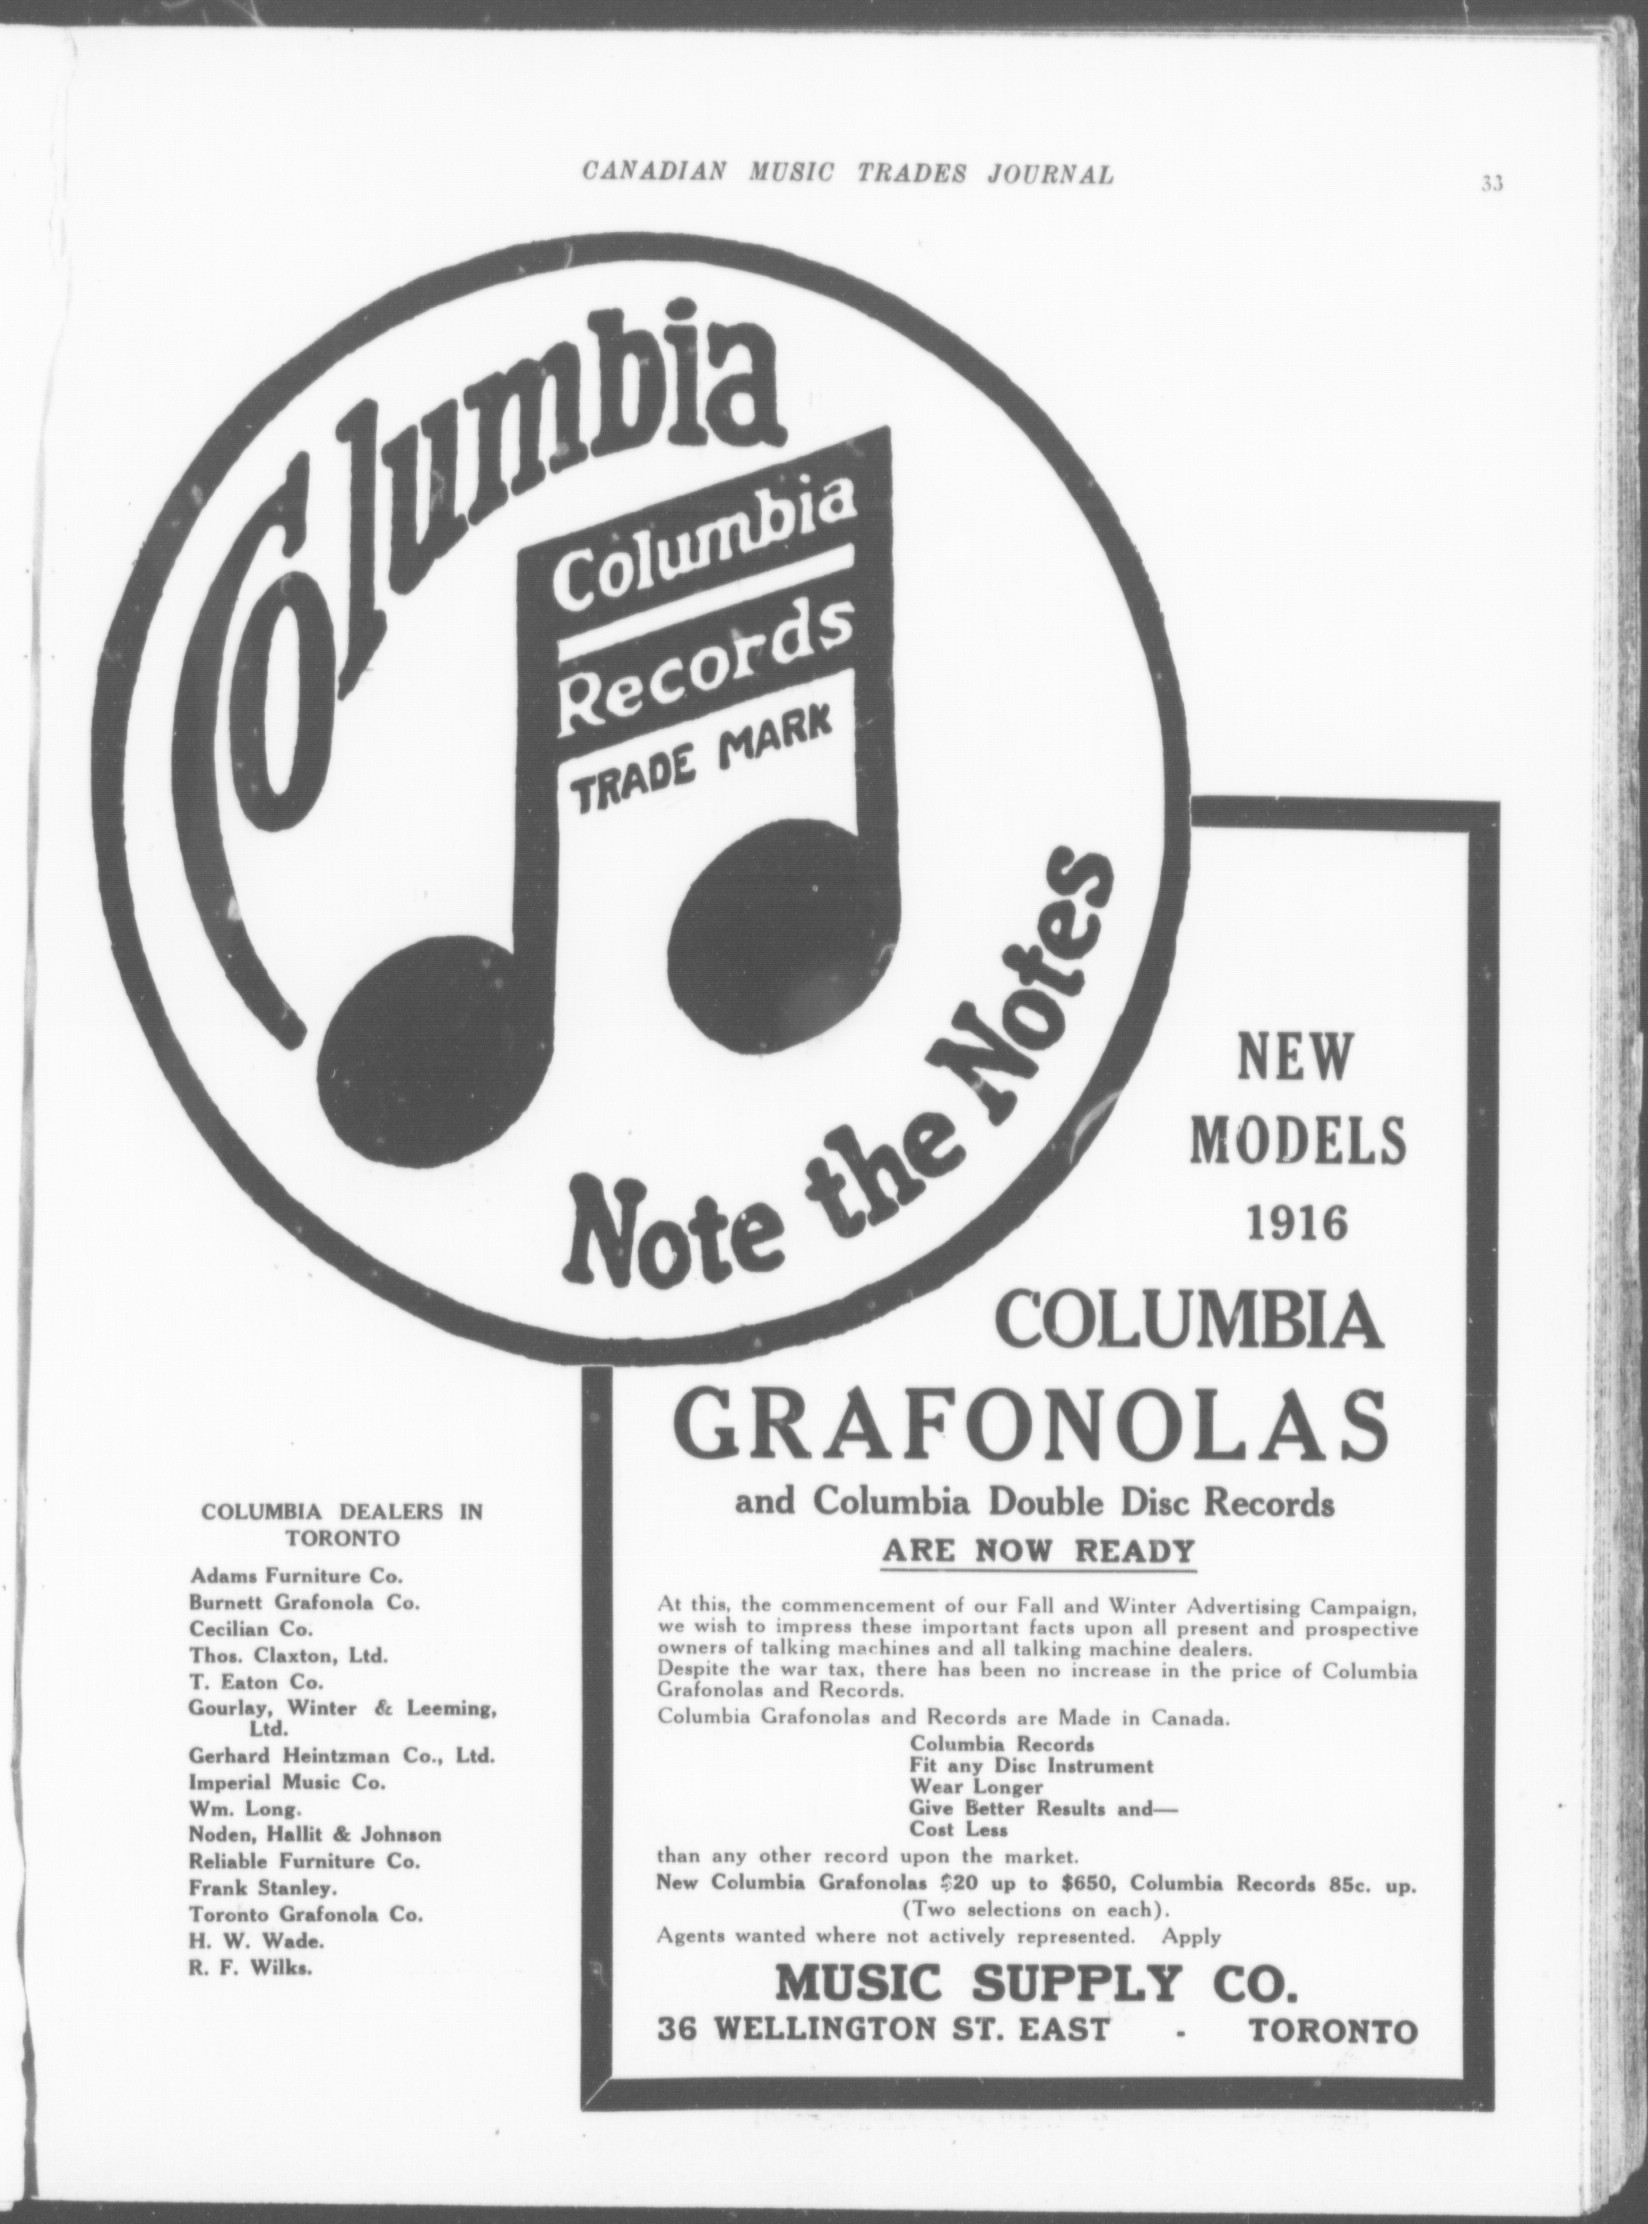 CANADIAN MUSIC TRADES JOURNAL
33
Columbia
Columbia
Records
TRADE MARK
Note the Notes
NEW
MODELS
1916
COLUMBIA
GRAFONOLAS
and Columbia Double Disc Records
ARE NOW READY
At this, the commencement of our Fall and Winter Advertising Campaign,
we wish to impress these important facts upon all present and prospective
owners of talking machines and all talking machine dealers.
Despite the war tax, there has been no increase in the price of Columbia
Grafonolas and Records.
Columbia Grafonolas and Records are Made in Canada.
Columbia Records
Fit any Disc Instrument
Wear Longer
Give Better Results and—
Cost Less
than any other record upon the market.
New Columbia Grafonolas $20 up to $650, Columbia Records 85c. up.
(Two selections on each).
Agents wanted where not actively represented. Apply
MUSIC SUPPLY CO.
36 WELLINGTON ST. EAST - TORONTO
COLUMBIA DEALERS IN
TORONTO
Adams Furniture Co.
Burnett Grafonola Co.
Cecilian Co.
Thos. Claxton, Ltd.
T. Eaton Co.
Gourlay, Winter & Leeming,
Ltd.
Gerhard Heintzman Co., Ltd.
Imperial Music Co.
Wm. Long.
Noden, Hallit & Johnson
Reliable Furniture Co.
Frank Stanley.
Toronto Grafonola Co.
H. W. Wade.
R. F. Wilks.